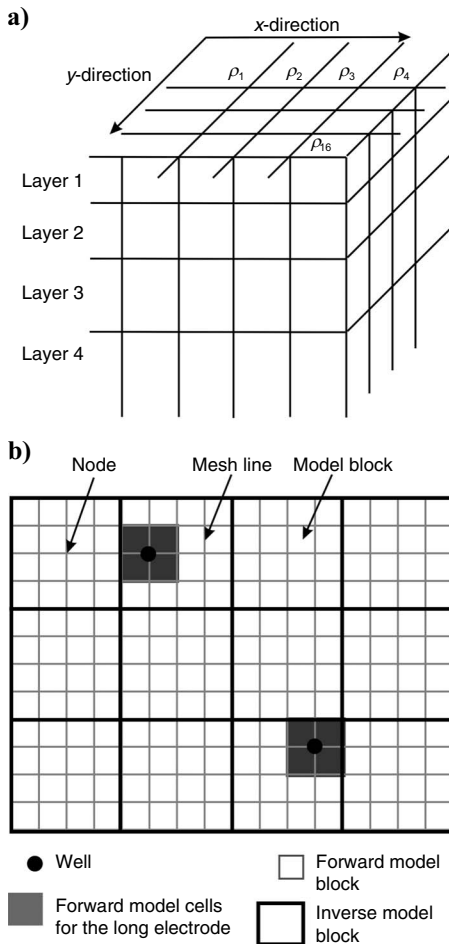 a)
x-direction
y-direction
ρ1 ρ2 ρ3 ρ4
ρ16
Layer 1
Layer 2
Layer 3
Layer 4
b)
Node Mesh line Model block
Well
Forward model block
Forward model cells
for the long electrode
Inverse model
block